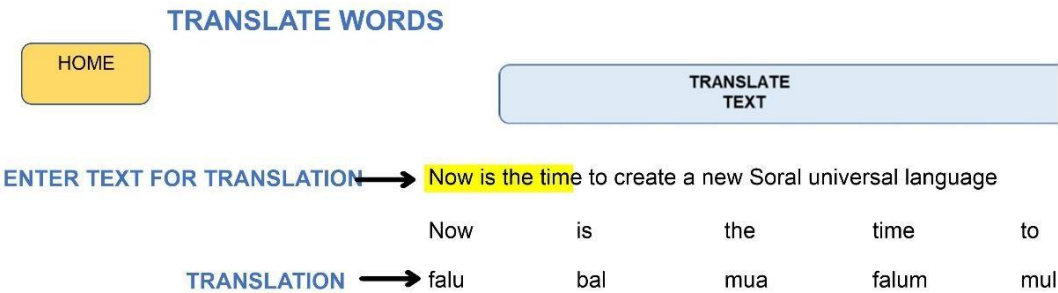 TRANSLATE WORDS
HOME
TRANSLATE
TEXT
ENTER TEXT FOR TRANSLATION Now is the time to create a new Soral universal language
Now is the time to
TRANSLATION falu bal mua falum mul